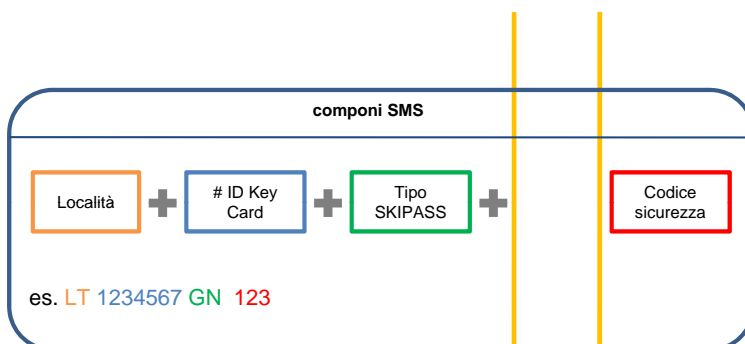 componi SMS
Località
# ID Key
Card
Tipo
SKIPASS
Codice
sicurezza
es. LT 1234567 GN 123